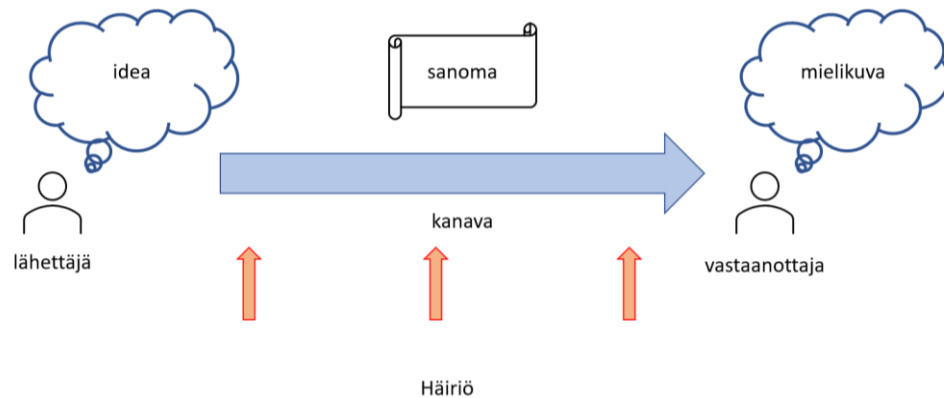 idea
sanoma
mielikuva
kanava
lähettäjä
vastaanottaja
Häiriö